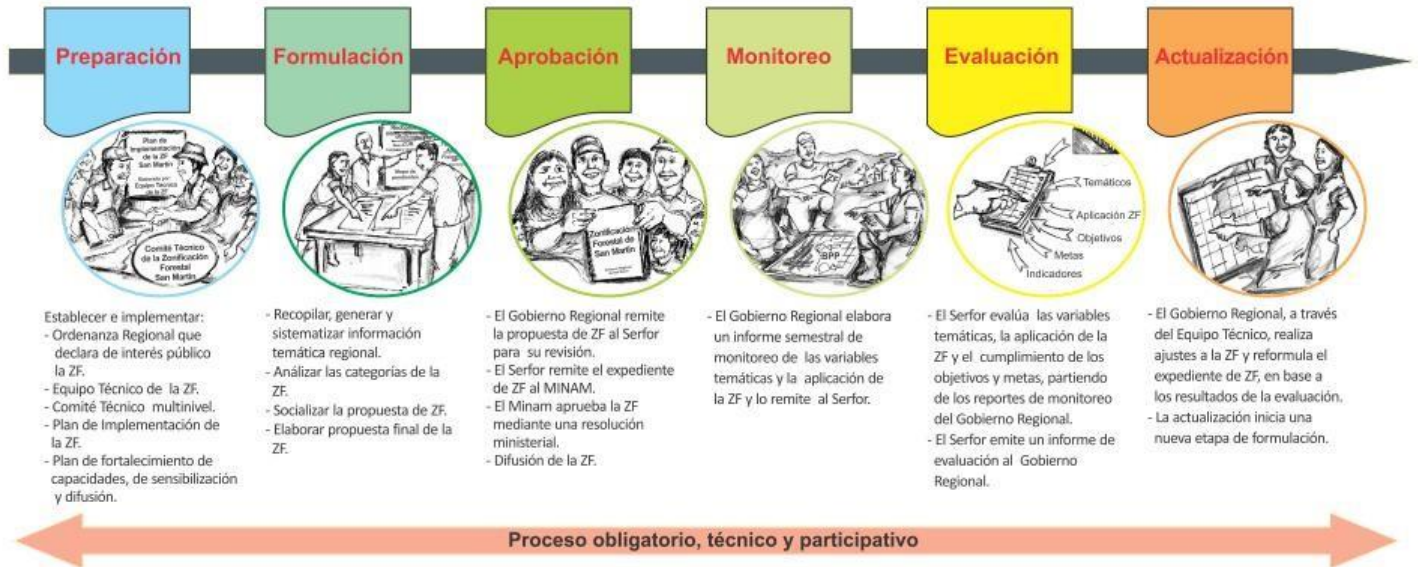 Preparación
Formulación
Aprobación
Monitoreo
Evaluación
Actualización
Plan de
Implementación
de la ZF
San Martín
Elaborado por:
Equipo Técnico
de la ZF
Comité Técnico
de la Zonificación
Forestal
San Martín
Zonificación
Forestal de
San Martín
BPP
Temáticos
Aplicación ZF
Objetivos
Metas
Indicadores
Establecer e implementar:
- Ordenanza Regional que
declara de interés público
la ZF.
- Equipo Técnico de la ZF.
- Comité Técnico multinivel.
- Plan de Implementación de
la ZF.
- Plan de fortalecimiento de
capacidades, de sensibilización
y difusión.
- Recopilar, generar y
sistematizar información
temática regional.
- Análizar las categorías de la
ZF.
- Socializar la propuesta de ZF.
- Elaborar propuesta final de la
ZF.
- El Gobierno Regional remite
la propuesta de ZF al Serfor
para su revisión.
- El Serfor remite el expediente
de ZF al MINAM.
- El Minam aprueba la ZF
mediante una resolución
ministerial.
- Difusión de la ZF.
- El Gobierno Regional elabora
un informe semestral de
monitoreo de las variables
temáticas y la aplicación de
la ZF y lo remite al Serfor.
- El Serfor evalúa las variables
temáticas, la aplicación de la
ZF y el cumplimiento de los
objetivos y metas, partiendo
de los reportes de monitoreo
del Gobierno Regional.
- El Serfor emite un informe de
evaluación al Gobierno
Regional.
- El Gobierno Regional, a través
del Equipo Técnico, realiza
ajustes a la ZF y reformula el
expediente de ZF, en base a
los resultados de la evaluación.
- La actualización inicia una
nueva etapa de formulación.
Proceso obligatorio, técnico y participativo